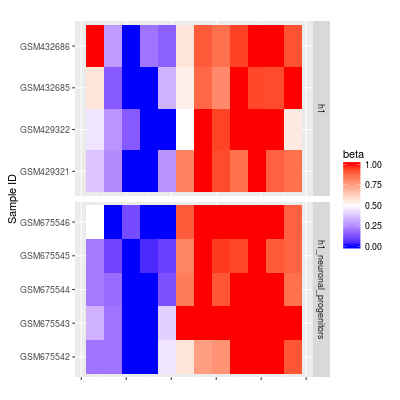 GSM432686
GSM432685
GSM429322
GSM429321
h1
GSM675546
GSM675545
GSM675544
GSM675543
GSM675542
h1_neuronal_progenitors
Sample ID
beta
1.00
0.75
0.50
0.25
0.00